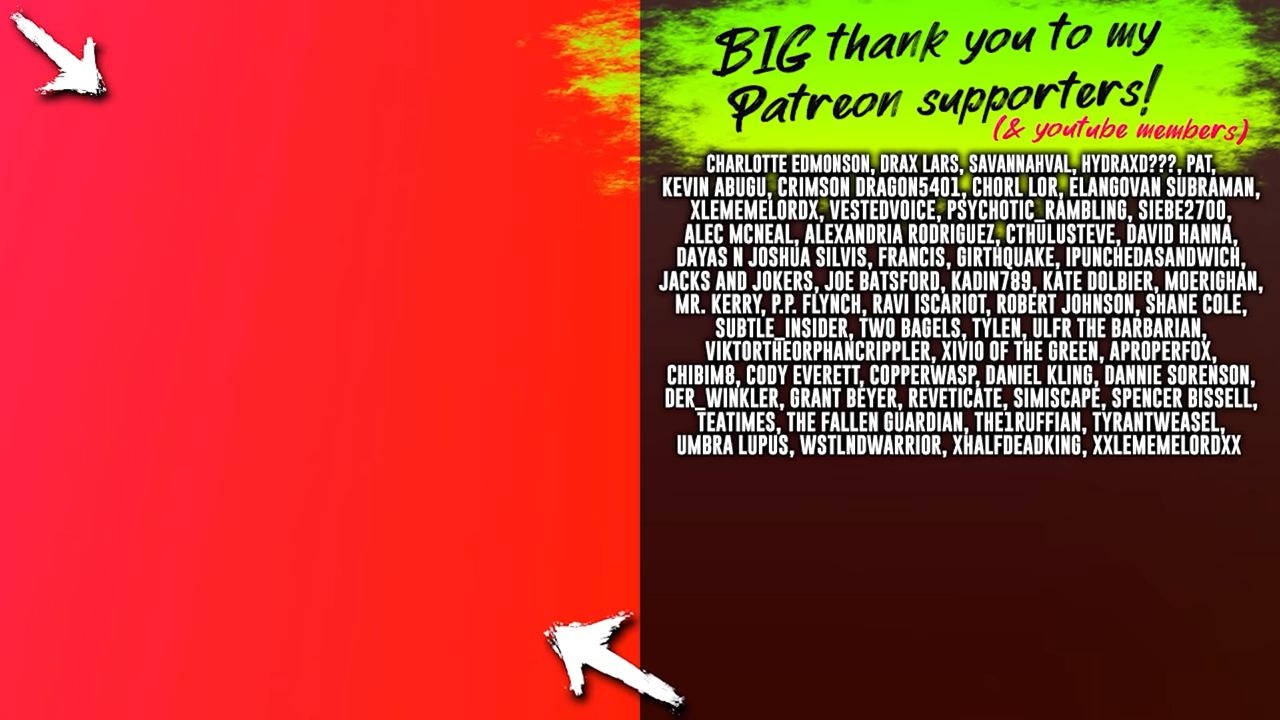 BIG thank you to my
Patreon supporters!
(& youtube members)
CHARLOTTE EDMONSON, DRAX LARS, SAVANNAHVAL, HYDRAXD???, PAT,
KEVIN ABUGU, CRIMSON DRAGON5401, CHORL LOR, ELANGOVAN SUBRAMAN,
XLEMEMELORDX, VESTEDVOICE, PSYCHOTIC_RAMBLING, SIEBE2700,
ALEC MCNEAL, ALEXANDRIA RODRIGUEZ, CTHULUSTEVE, DAVID HANNA,
DAYAS N JOSHUA SILVIS, FRANCIS, GIRTHQUAKE, IPUNCHEDASANDWICH,
JACKS AND JOKERS, JOE BATSFORD, KADIN789, KATE DOLBIER, MOERIGHAN,
MR. KERRY, P.P. FLYNCH, RAVI ISCARIOT, ROBERT JOHNSON, SHANE COLE,
SUBTLE_INSIDER, TWO BAGELS, TYLEN, ULFR THE BARBARIAN,
VIKTORTHEORPHANCRIPPLER, XIVIO OF THE GREEN, APROPERFOX,
CHIBIM8, CODY EVERETT, COPPERWASP, DANIEL KLING, DANNIE SORENSON,
DER_WINKLER, GRANT BEYER, REVETICATE, SIMISCAPE, SPENCER BISSELL,
TEATIMES, THE FALLEN GUARDIAN, THE1RUFFIAN, TYRANTWEASEL,
UMBRA LUPUS, WSTLNDWARRIOR, XHALFDEADKING, XXLEMEMELORDXX